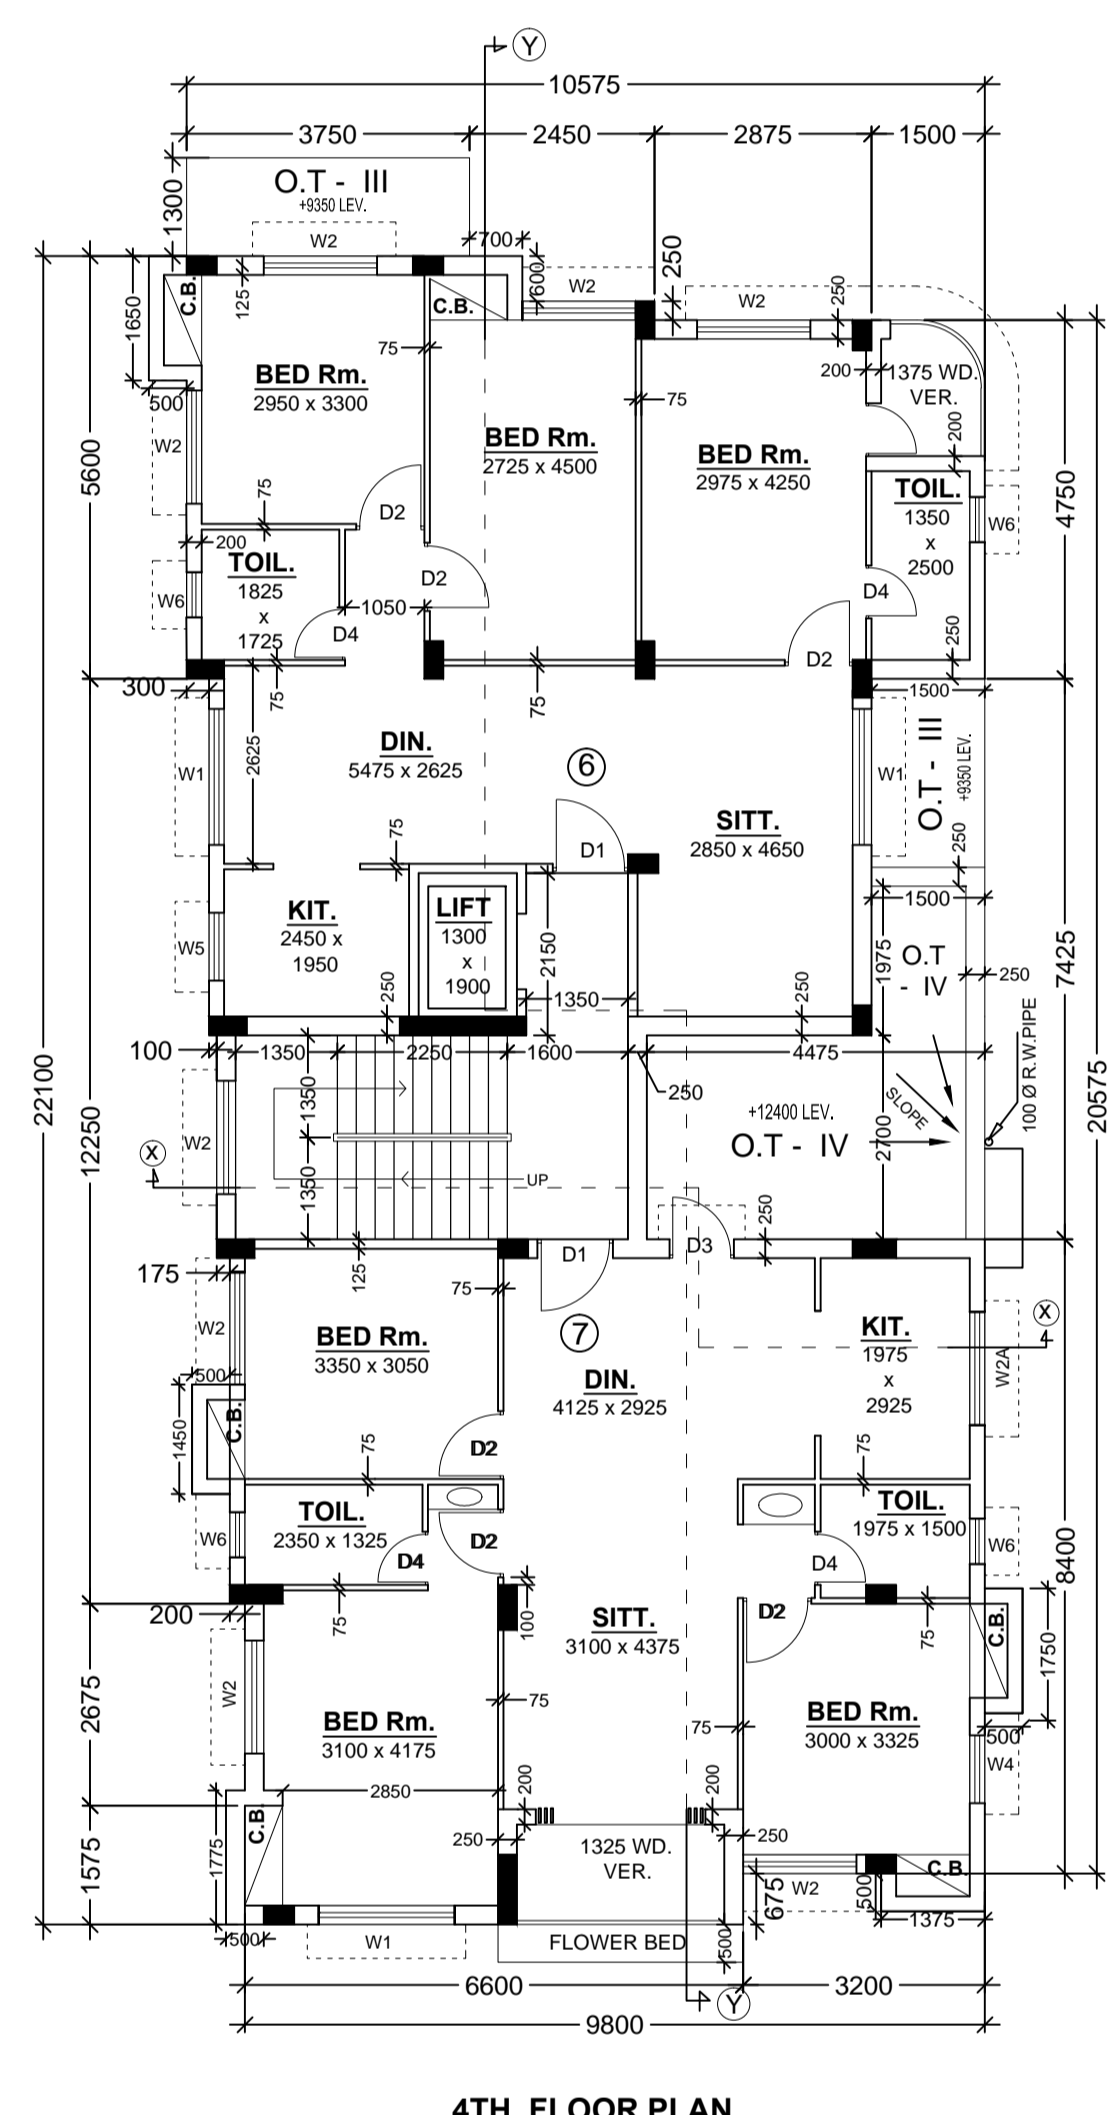 Y
10575
3750
2450
2875
1500
O.T - III
+9350 LEV.
1300
W2
700
600
250
W2
W2
250
C.B.
C.B.
125
1650
500
75
BED Rm.
2950 x 3300
200
1375 WD.
VER.
75
BED Rm.
2725 x 4500
BED Rm.
2975 x 4250
200
W2
5600
75
D2
TOIL.
1350
x
2500
W6
4750
200
TOIL.
1825
x
1725
D2
1050
D4
W6
D4
250
D2
300
75
75
1500
2625
DIN.
5475 x 2625
6
W1
W1
O.T - III
+9350 LEV.
SITT.
2850 x 4650
75
D1
250
1500
KIT.
2450 x
1950
LIFT
1300
x
1900
W5
2150
1975
O.T
- IV
250
7425
250
1350
250
100
1350
2250
1600
4475
250
22100
12250
1350
1350
W2
X
UP
+12400 LEV.
O.T - IV
2700
SLOPE
100 Ø R.W.PIPE
20575
250
D1
D3
175
125
75
7
W2
BED Rm.
3350 x 3050
DIN.
4125 x 2925
KIT.
1975
x
2925
X
W2A
500
1450
C.B.
75
D2
75
TOIL.
2350 x 1325
D2
TOIL.
1975 x 1500
W6
D4
D4
W6
8400
200
75
100
SITT.
3100 x 4375
D2
75
C.B.
1750
W2
2675
BED Rm.
3100 x 4175
75
75
BED Rm.
3000 x 3325
500
W4
2850
200
200
C.B.
1775
1575
250
1325 WD.
VER.
250
C.B.
W2
675
500
1375
500
W1
FLOWER BED
500
6600
3200
Y
9800
4TH FLOOR PLAN